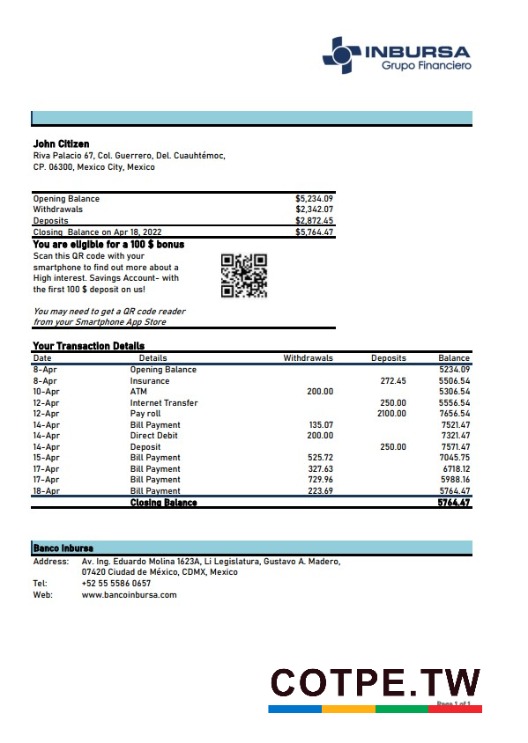 INBURSA
Grupo Financiero
John Citizen
Riva Palacio 67, Col. Guerrero, Del. Cuauhtémoc,
CP. 06300, Mexico City, Mexico
Opening Balance $5,234.09
Withdrawals $2,342.07
Deposits $2,872.45
Closing Balance on Apr 18, 2022 $5,764.47
You are eligible for a 100 $ bonus
Scan this QR code with your
smartphone to find out more about a
High interest. Savings Account- with
the first 100 $ deposit on us!
You may need to get a QR code reader
from your Smartphone App Store
Your Transaction Details
Date Details Withdrawals Deposits Balance
8-Apr Opening Balance 5234.09
8-Apr Insurance 272.45 5506.54
10-Apr ATM 200.00 5306.54
12-Apr Internet Transfer 250.00 5556.54
12-Apr Pay roll 2100.00 7656.54
14-Apr Bill Payment 135.07 7521.47
14-Apr Direct Debit 200.00 7321.47
14-Apr Deposit 250.00 7571.47
15-Apr Bill Payment 525.72 7045.75
17-Apr Bill Payment 327.63 6718.12
17-Apr Bill Payment 729.96 5988.16
18-Apr Bill Payment 223.69 5764.47
Closing Balance 5764.47
Banco Inbursa
Address: Av. Ing. Eduardo Molina 1623A, Li Legislatura, Gustavo A. Madero,
07420 Ciudad de México, CDMX, Mexico
Tel: +52 55 5586 0657
Web: www.bancoinbursa.com
COTPE.TW
Page 1 of 1